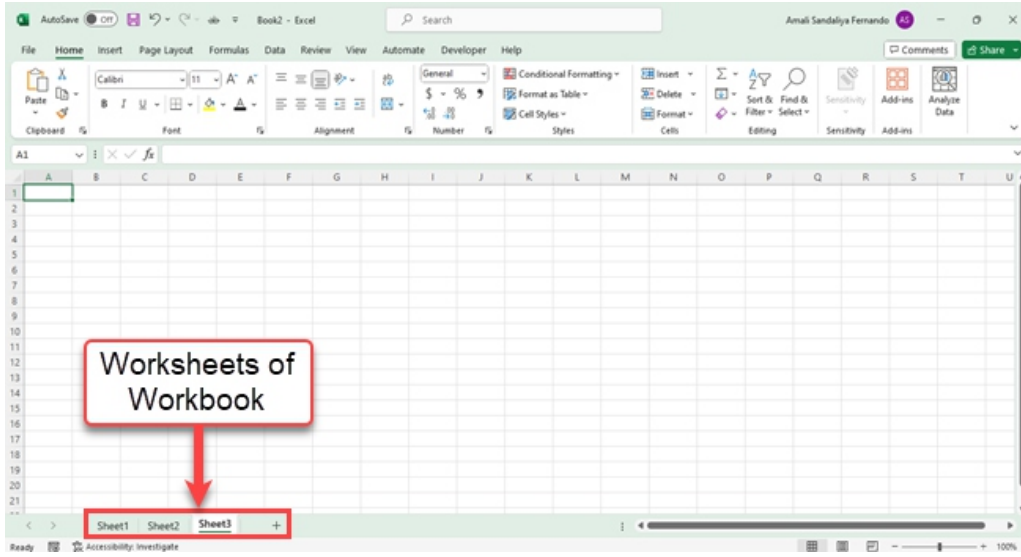 AutoSave Off Book2 - Excel Search Amali Sandaliya Fernando AS
File Home Insert Page Layout Formulas Data Review View Automate Developer Help Comments Share
Paste Calibri 11 A^ A˅ General Conditional Formatting Insert Sort & Filter Find & Select Sensitivity Add-ins Analyze Data
B I U A $ % , Format as Table Delete
Cell Styles Format
Clipboard Font Alignment Number Styles Cells Editing Sensitivity Add-ins
A1 fx
A B C D E F G H I J K L M N O P Q R S T U
1
2
3
4
5
6
7
8
9
10
11
12
13
14
15
16
17
18
19
20
21
Worksheets of
Workbook
Sheet1 Sheet2 Sheet3 +
Ready Accessibility: Investigate 100%